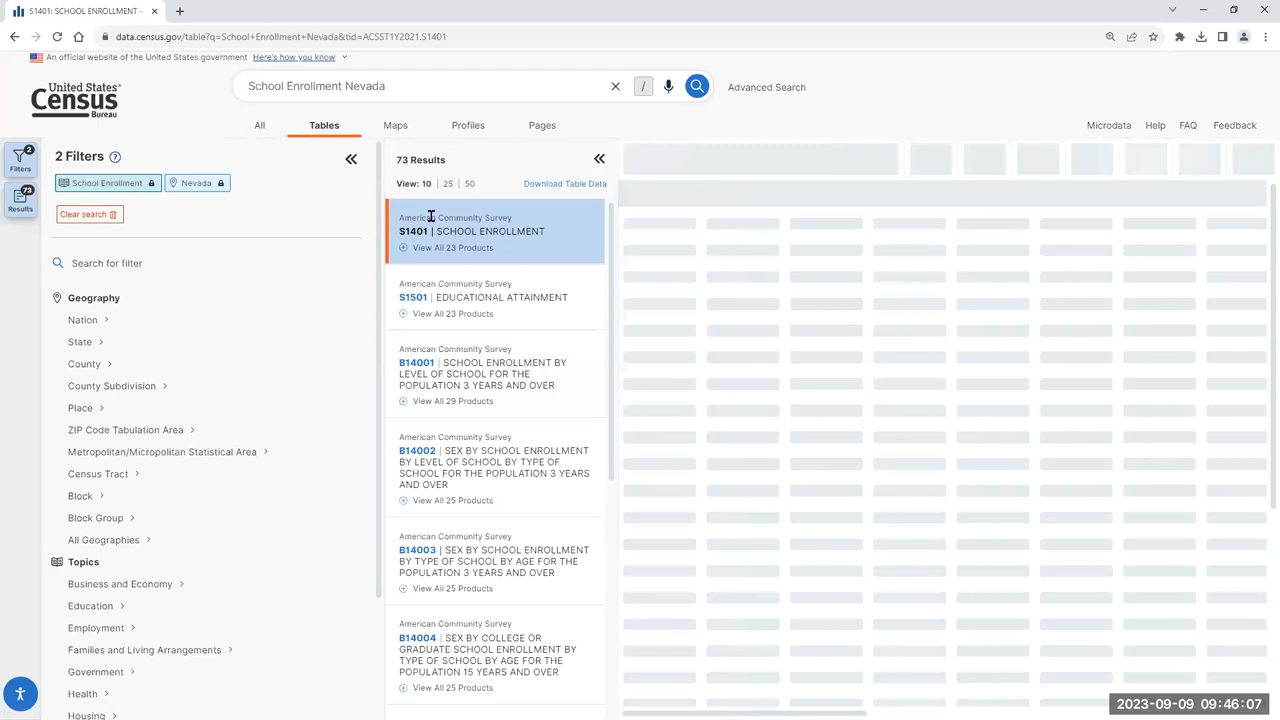 S1401: SCHOOL ENROLLMENT -
data.census.gov/table?q=School+Enrollment+Nevada&tid=ACSST1Y2021.S1401
An official website of the United States government Here's how you know
United States
Census
Bureau
School Enrollment Nevada
/
Advanced Search
All Tables Maps Profiles Pages
Microdata Help FAQ Feedback
2
Filters
73
Results
2 Filters
School Enrollment Nevada
Clear search
Search for filter
Geography
Nation
State
County
County Subdivision
Place
ZIP Code Tabulation Area
Metropolitan/Micropolitan Statistical Area
Census Tract
Block
Block Group
All Geographies
Topics
Business and Economy
Education
Employment
Families and Living Arrangements
Government
Health
Housing
73 Results
View: 10 | 25 | 50 Download Table Data
American Community Survey
S1401 | SCHOOL ENROLLMENT
View All 23 Products
American Community Survey
S1501 | EDUCATIONAL ATTAINMENT
View All 23 Products
American Community Survey
B14001 | SCHOOL ENROLLMENT BY
LEVEL OF SCHOOL FOR THE
POPULATION 3 YEARS AND OVER
View All 29 Products
American Community Survey
B14002 | SEX BY SCHOOL ENROLLMENT
BY LEVEL OF SCHOOL BY TYPE OF
SCHOOL FOR THE POPULATION 3 YEARS
AND OVER
View All 25 Products
American Community Survey
B14003 | SEX BY SCHOOL ENROLLMENT
BY TYPE OF SCHOOL BY AGE FOR THE
POPULATION 3 YEARS AND OVER
View All 25 Products
American Community Survey
B14004 | SEX BY COLLEGE OR
GRADUATE SCHOOL ENROLLMENT BY
TYPE OF SCHOOL BY AGE FOR THE
POPULATION 15 YEARS AND OVER
View All 25 Products
2023-09-09 09:46:07